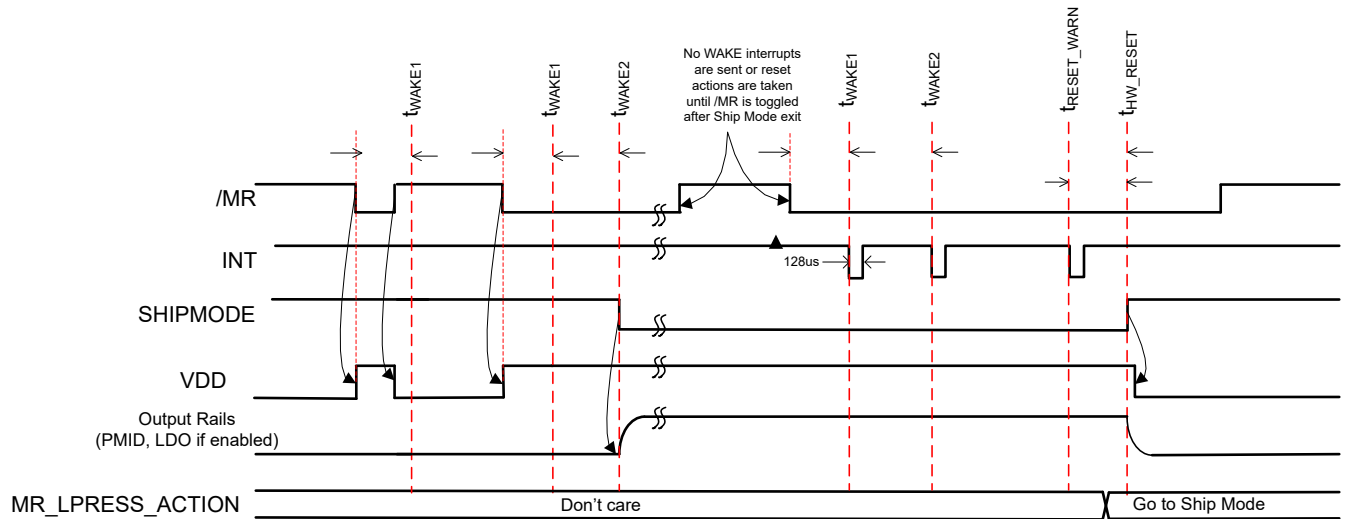 No WAKE interrupts
are sent or reset
actions are taken
until /MR is toggled
after Ship Mode exit
tWAKE1
tWAKE1
tWAKE2
tWAKE1
tWAKE2
tRESET_WARN
tHW_RESET
/MR
INT
128us
SHIPMODE
VDD
Output Rails
(PMID, LDO if enabled)
MR_LPRESS_ACTION
Don't care
Go to Ship Mode